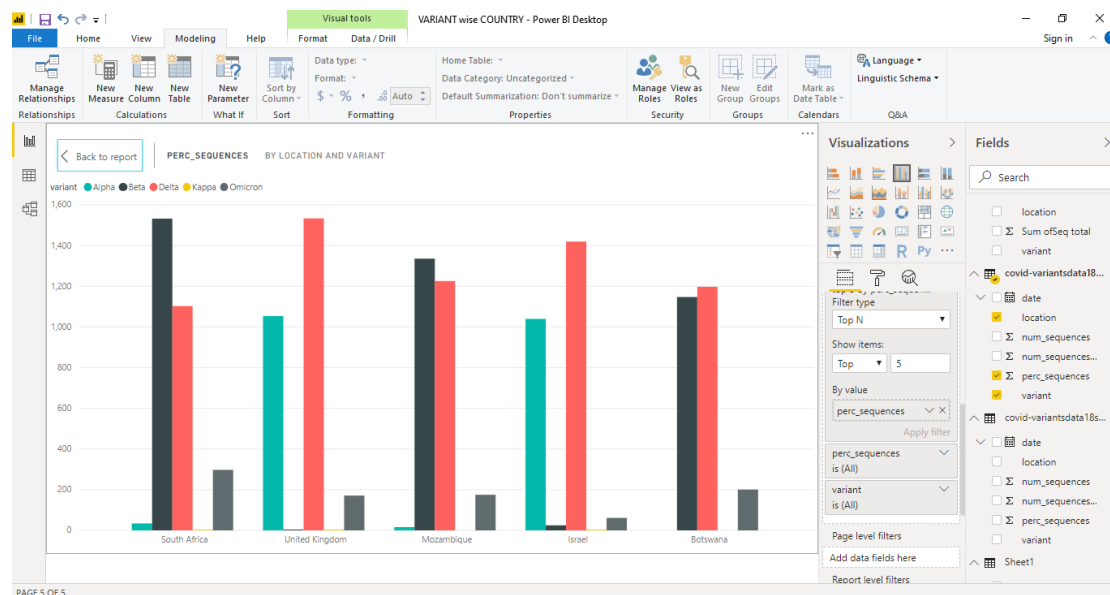 Visual tools
VARIANT wise COUNTRY - Power BI Desktop
File Home View Modeling Help Format Data / Drill
Sign in
Manage Relationships
New Measure
New Column
New Table
New Parameter
Sort by Column
Data type:
Format:
$ % , .00 Auto
Home Table:
Data Category: Uncategorized
Default Summarization: Don't summarize
Manage Roles
View as Roles
New Group
Edit Groups
Mark as Date Table
Language
Linguistic Schema
Relationships Calculations What If Sort Formatting Properties Security Groups Calendars Q&A
Back to report
PERC_SEQUENCES BY LOCATION AND VARIANT
variant Alpha Beta Delta Kappa Omicron
1,600
1,400
1,200
1,000
800
600
400
200
0
South Africa United Kingdom Mozambique Israel Botswana
Visualizations
R Py
Filter type
Top N
Show items:
Top 5
By value
perc_sequences
Apply filter
perc_sequences
is (All)
variant
is (All)
Page level filters
Add data fields here
Report level filters
Fields
Search
location
Σ Sum ofSeq total
variant
covid-variantsdata18...
date
location
Σ num_sequences
Σ num_sequences...
Σ perc_sequences
variant
covid-variantsdata18s...
date
location
Σ num_sequences
Σ num_sequences...
Σ perc_sequences
variant
Sheet1
PAGE 5 OF 5